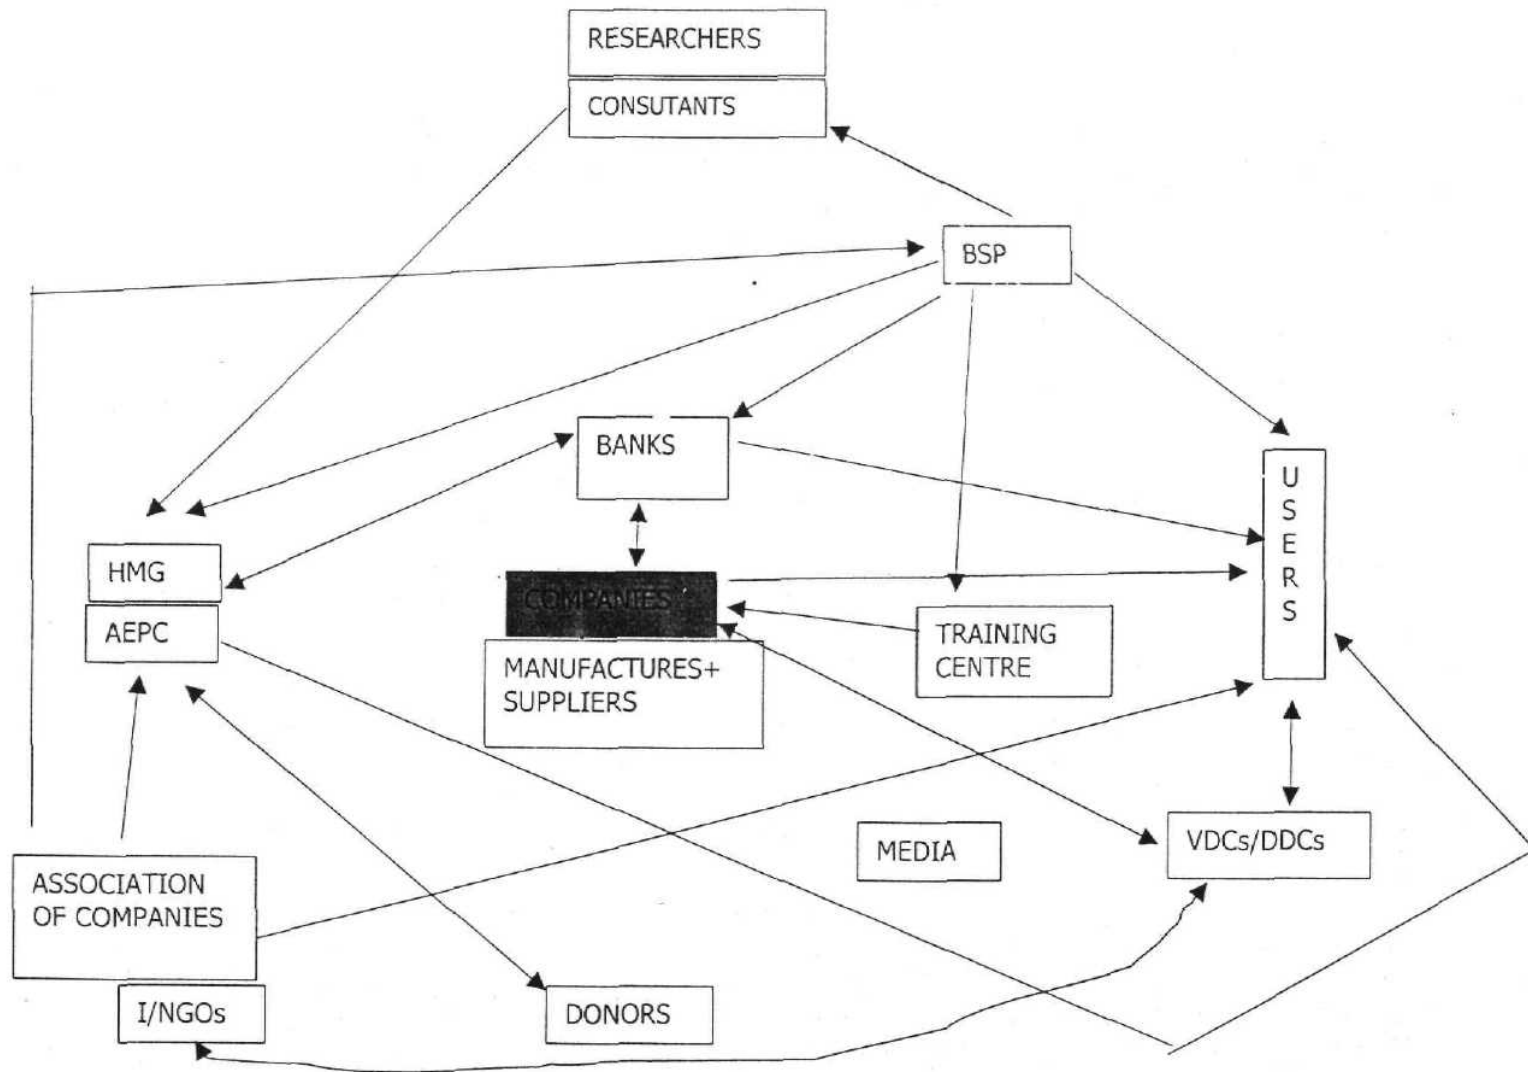 RESEARCHERS
CONSUTANTS
BSP
BANKS
USERS
HMG
COMPANIES
AEPC
TRAINING
CENTRE
MANUFACTURES+
SUPPLIERS
MEDIA
VDCs/DDCs
ASSOCIATION
OF COMPANIES
I/NGOs
DONORS